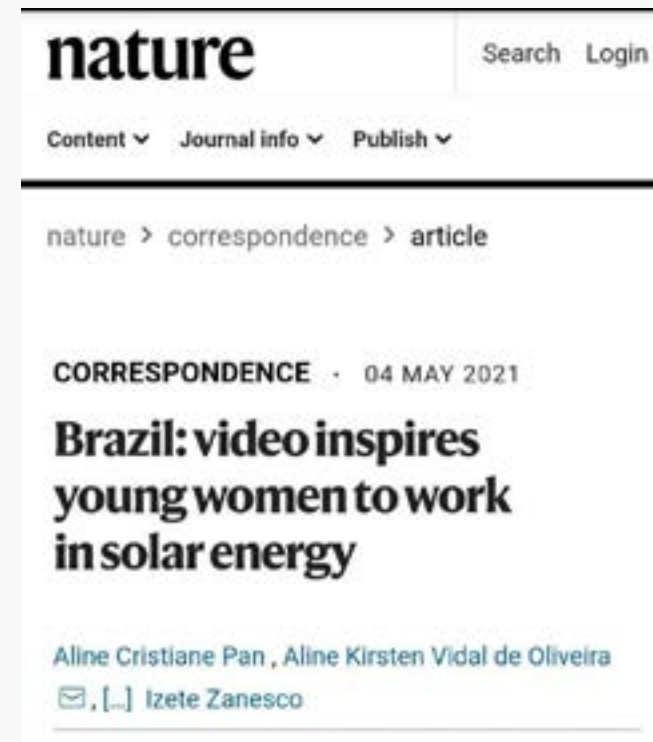 nature
Search Login
Content Journal info Publish
nature > correspondence > article
CORRESPONDENCE · 04 MAY 2021
Brazil: video inspires
young women to work
in solar energy
Aline Cristiane Pan , Aline Kirsten Vidal de Oliveira
, [...] Izete Zanesco